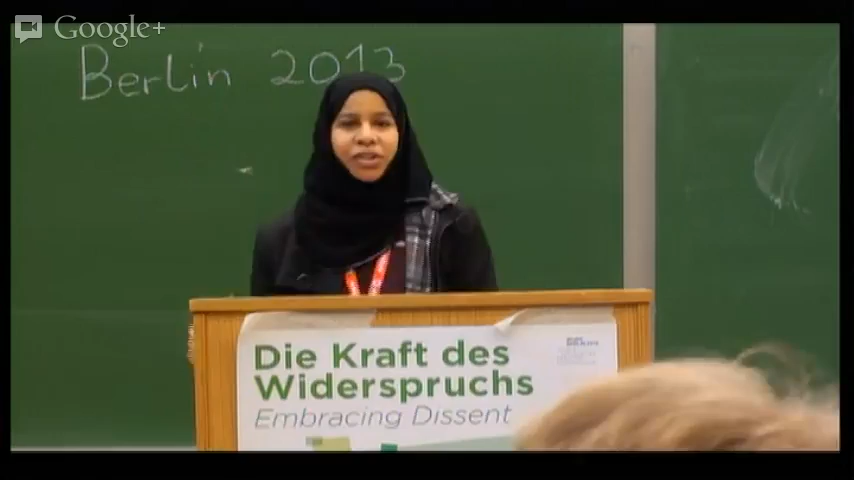 Google+
Berlin 2013
Die Kraft des
Widerspruchs
Embracing Dissent